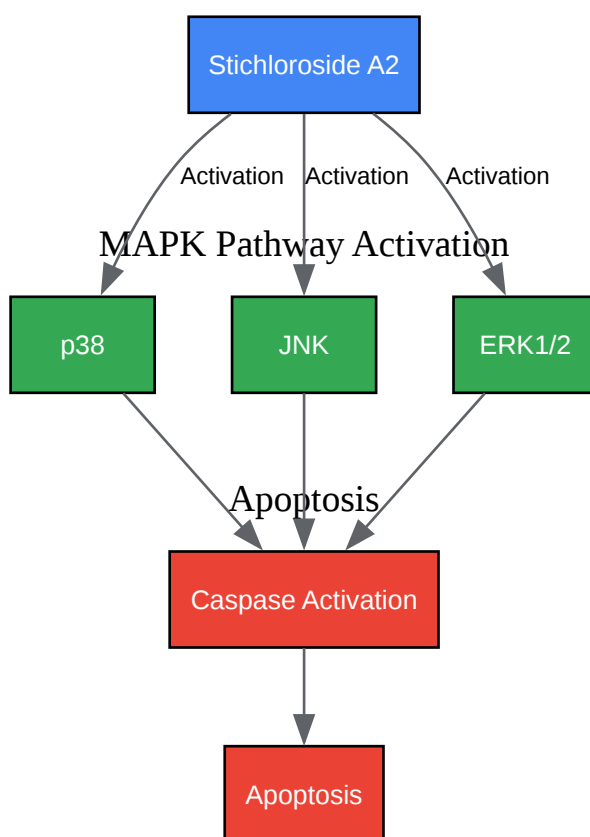 Stichloroside A2
Activation Activation Activation
MAPK Pathway Activation
p38 JNK ERK1/2
Apoptosis
Caspase Activation
Apoptosis